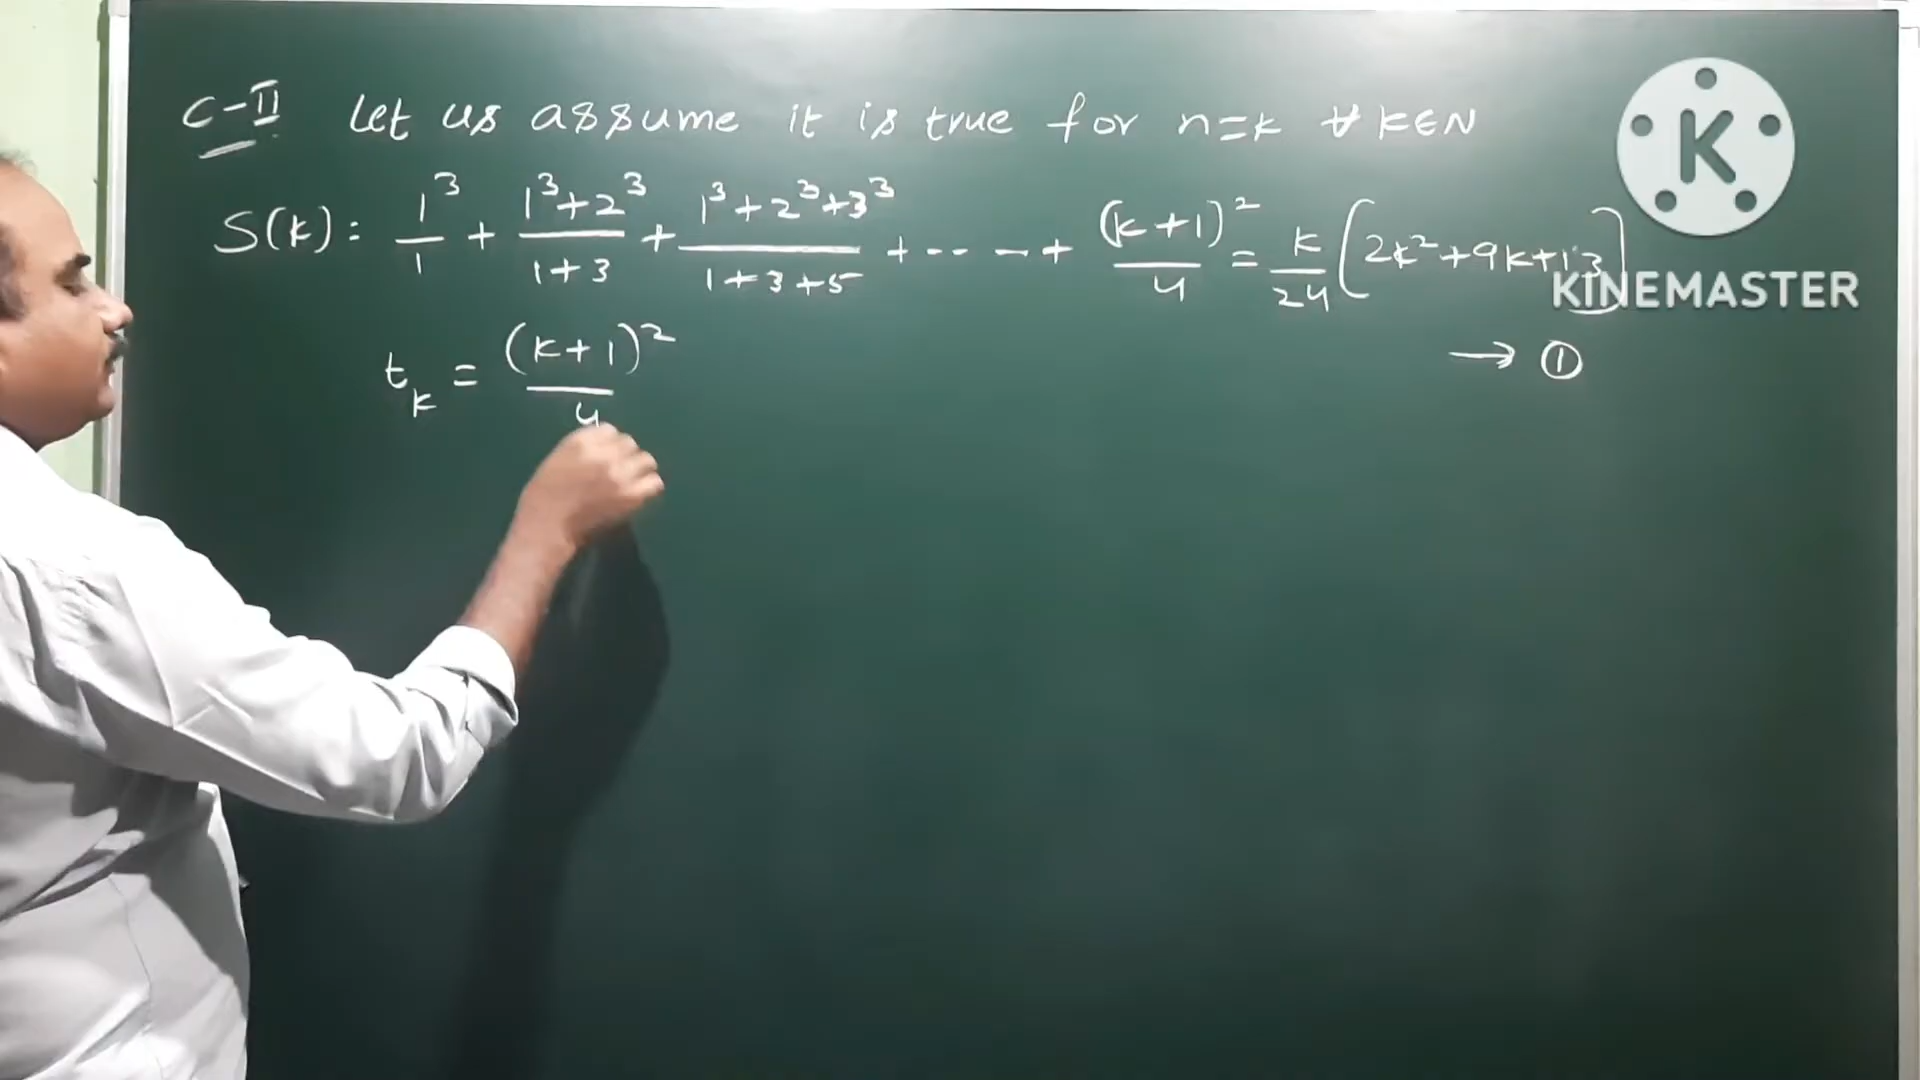 C-II Let us assume it is true for n=k ∀ k∈N
S(k): 1³/1 + (1³+2³)/(1+3) + (1³+2³+3³)/(1+3+5) + -- -- + (k+1)²/4 = k/24 [2k²+9k+13]
→ ①
t_k = (k+1)²/4
K
KINEMASTER